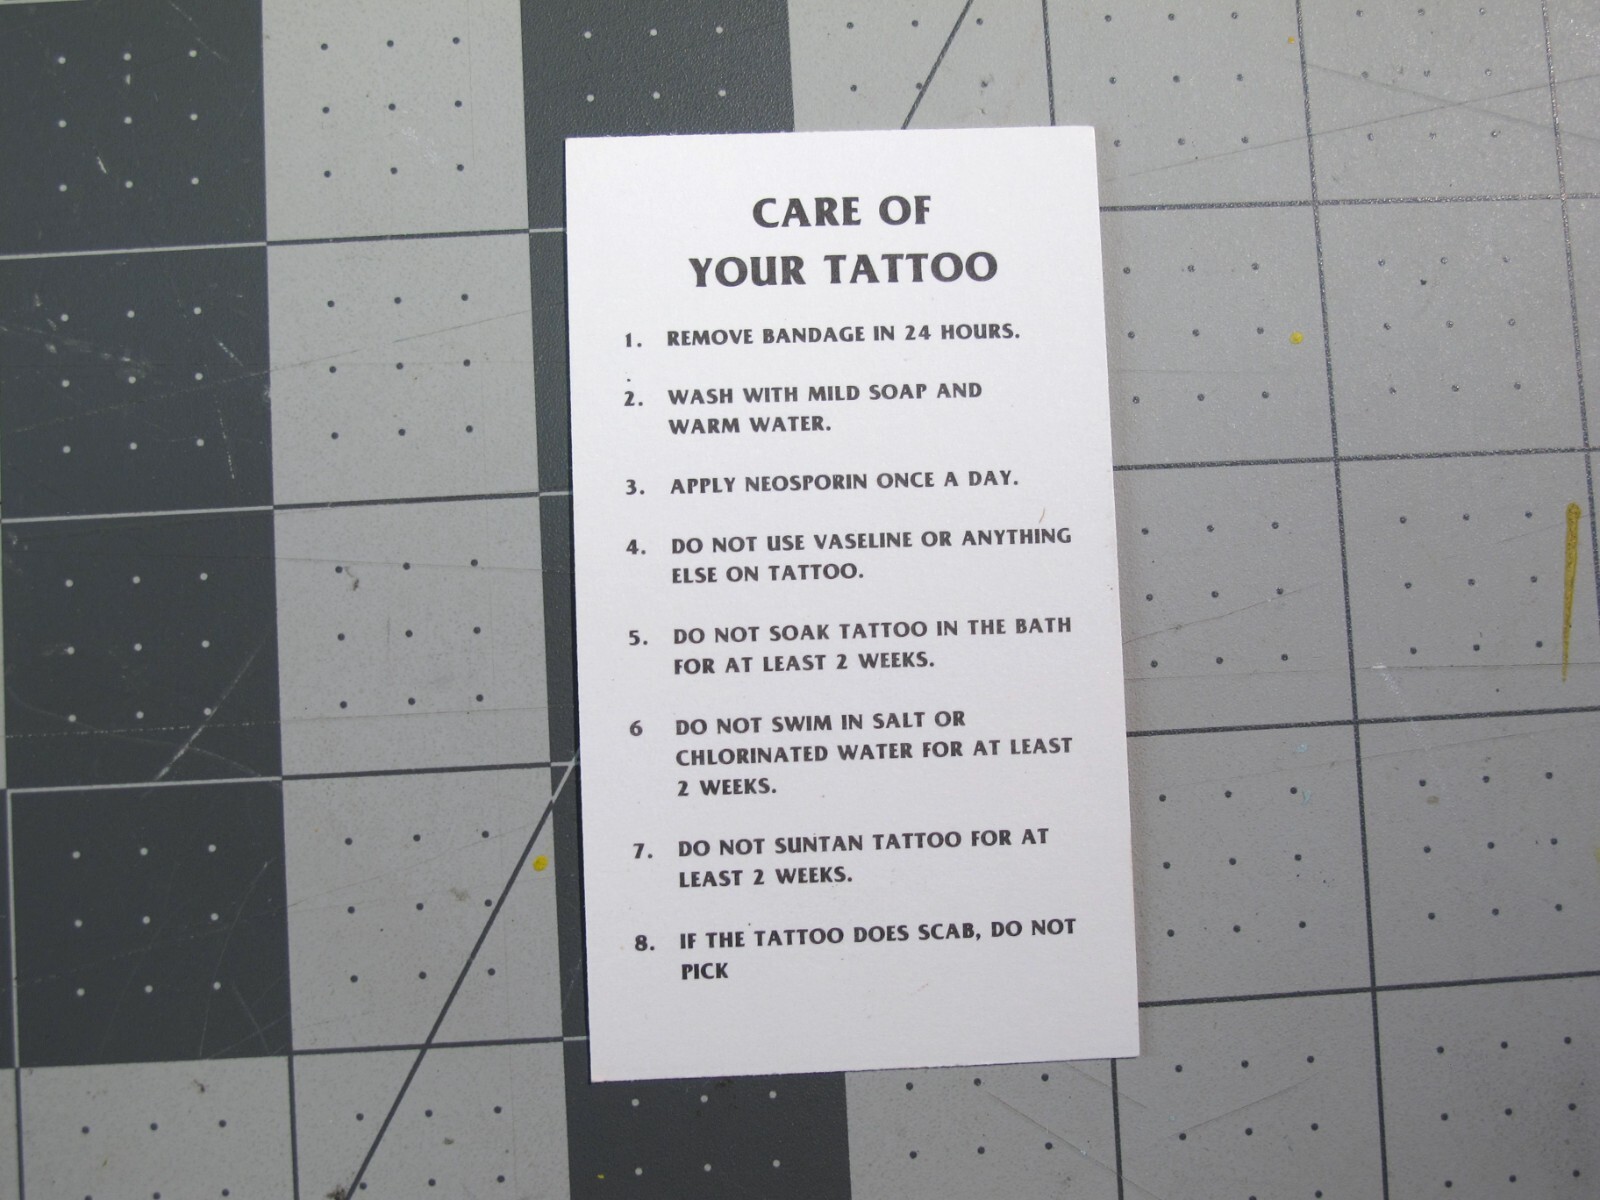 CARE OF
YOUR TATTOO
1. REMOVE BANDAGE IN 24 HOURS.
2. WASH WITH MILD SOAP AND
WARM WATER.
3. APPLY NEOSPORIN ONCE A DAY.
4. DO NOT USE VASELINE OR ANYTHING
ELSE ON TATTOO.
5. DO NOT SOAK TATTOO IN THE BATH
FOR AT LEAST 2 WEEKS.
6 DO NOT SWIM IN SALT OR
CHLORINATED WATER FOR AT LEAST
2 WEEKS.
7. DO NOT SUNTAN TATTOO FOR AT
LEAST 2 WEEKS.
8. IF THE TATTOO DOES SCAB, DO NOT
PICK